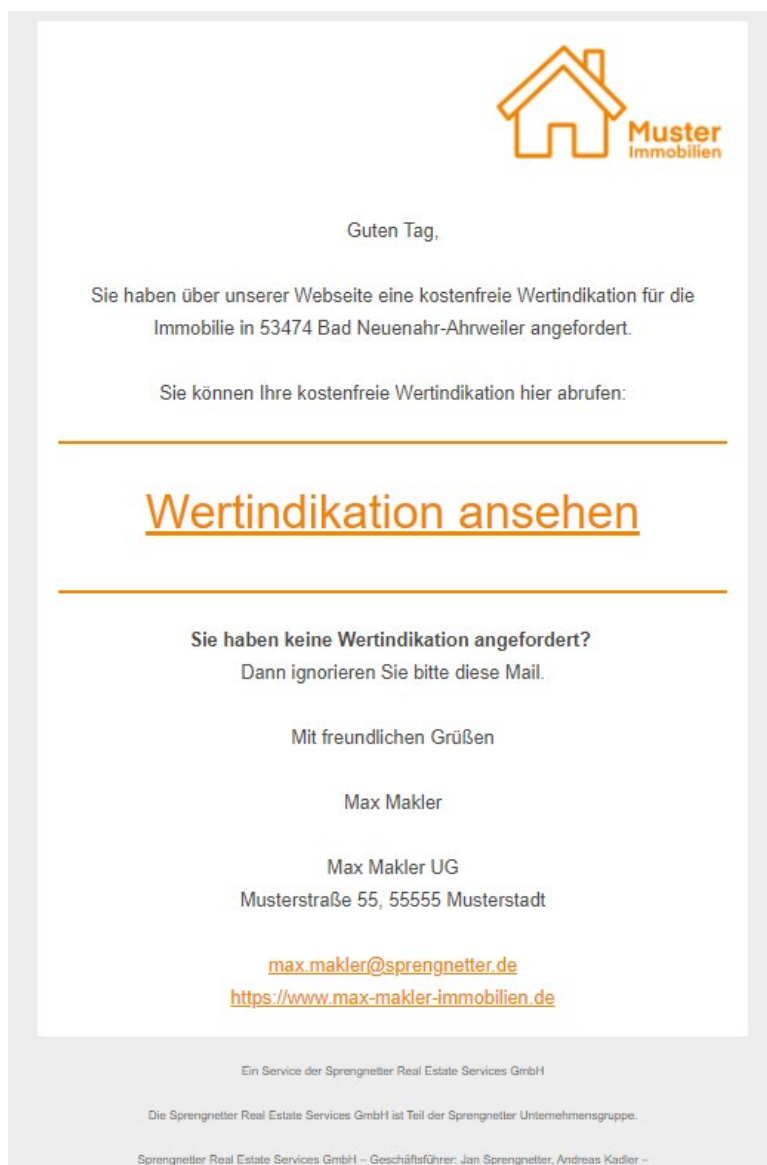 Muster
Immobilien
Guten Tag,
Sie haben über unserer Webseite eine kostenfreie Wertindikation für die
Immobilie in 53474 Bad Neuenahr-Ahrweiler angefordert.
Sie können Ihre kostenfreie Wertindikation hier abrufen:
Wertindikation ansehen
Sie haben keine Wertindikation angefordert?
Dann ignorieren Sie bitte diese Mail.
Mit freundlichen Grüßen
Max Makler
Max Makler UG
Musterstraße 55, 55555 Musterstadt
max.makler@sprengnetter.de
https://www.max-makler-immobilien.de
Ein Service der Sprengnetter Real Estate Services GmbH
Die Sprengnetter Real Estate Services GmbH ist Teil der Sprengnetter Unternehmensgruppe.
Sprengnetter Real Estate Services GmbH – Geschäftsführer: Jan Sprengnetter, Andreas Kadler –